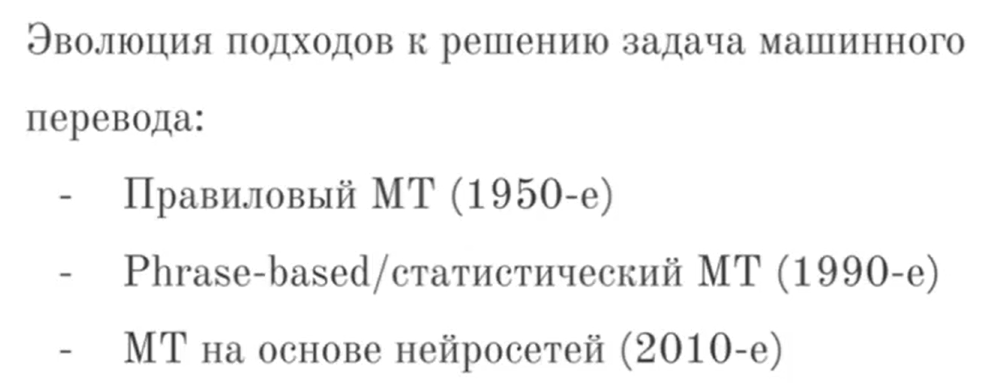 Эволюция подходов к решению задача машинного
перевода:
- Правиловый МТ (1950-е)
- Phrase-based/статистический МТ (1990-е)
- МТ на основе нейросетей (2010-е)